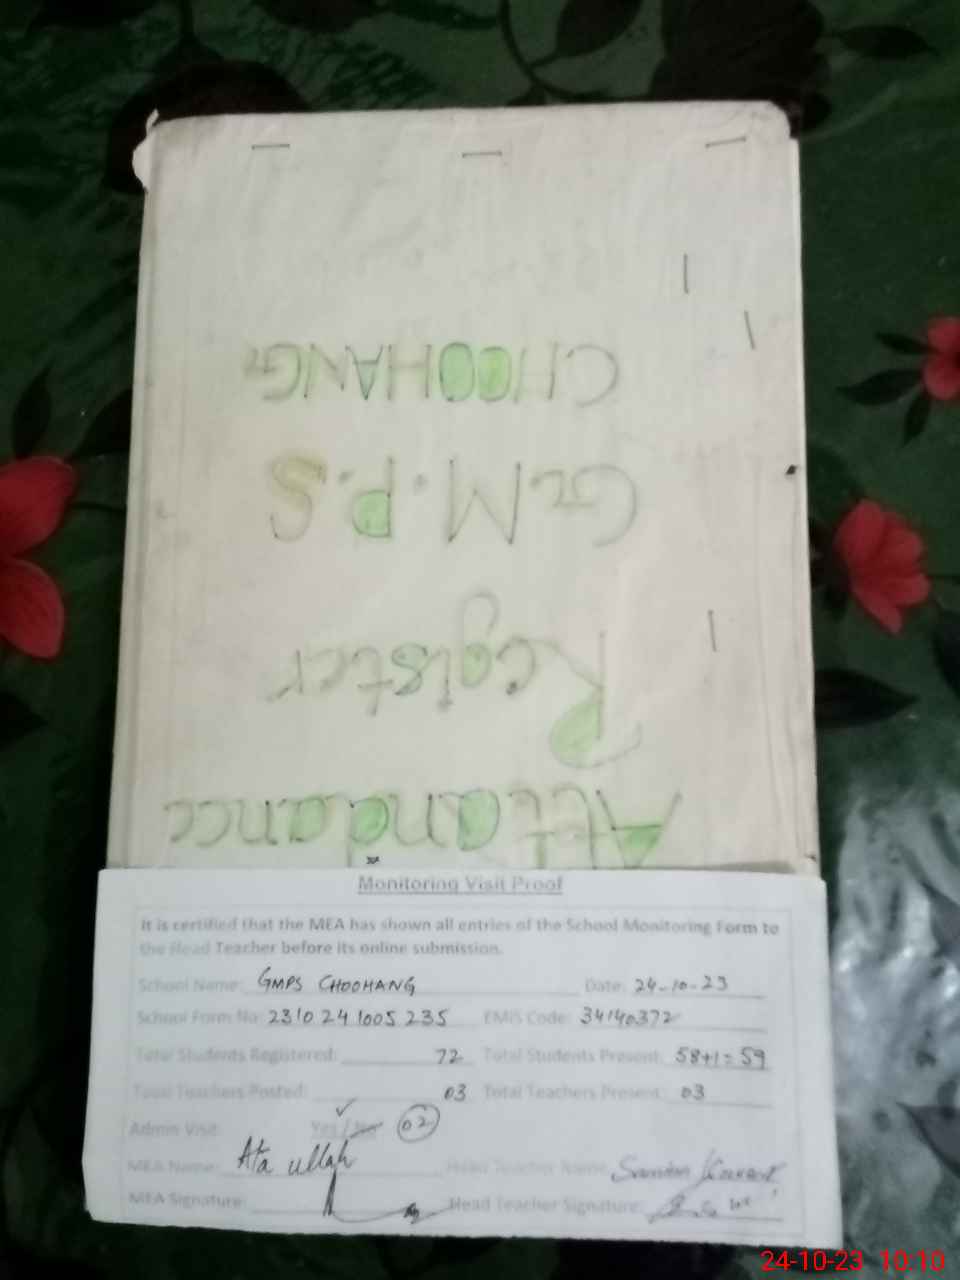 Attandance
Register
G.M.P.S
CHOOHANG
Monitoring Visit Proof
It is certified that the MEA has shown all entries of the School Monitoring Form to
the Head Teacher before its online submission.
School Name: GMPS CHOOHANG Date: 24-10-23
School Form No: 2310241005235 EMIS Code: 34140372
Total Students Registered: 72 Total Students Present: 58+1=59
Total Teachers Posted: 03 Total Teachers Present: 03
Admin Visit: Yes / No 02
MEA Name: Ata ullah Head Teacher Name:
MEA Signature: Head Teacher Signature:
24-10-23 10:10